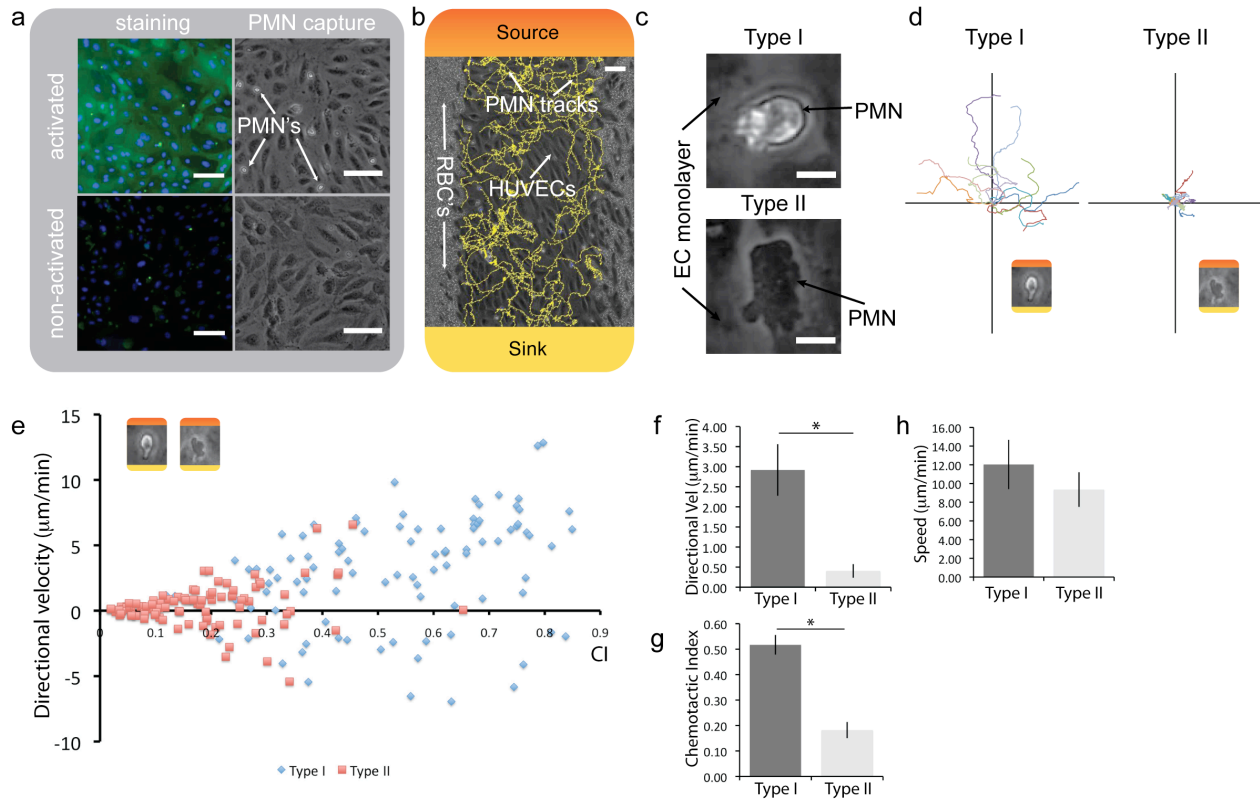 a
staining
PMN capture
activated
non-activated
PMN's
b
Source
PMN tracks
RBC's
HUVECs
Sink
c
Type I
PMN
EC monolayer
Type II
PMN
d
Type I
Type II
e
Directional velocity (μm/min)
15
10
5
0
-5
-10
0
0.1
0.2
0.3
0.4
0.5
0.6
0.7
0.8
0.9
CI
Type I
Type II
f
Directional Vel (μm/min)
4.00
3.50
3.00
2.50
2.00
1.50
1.00
0.50
0.00
*
Type I
Type II
g
Chemotactic Index
0.60
0.50
0.40
0.30
0.20
0.10
0.00
*
Type I
Type II
h
Speed (μm/min)
16.00
14.00
12.00
10.00
8.00
6.00
4.00
2.00
0.00
Type I
Type II